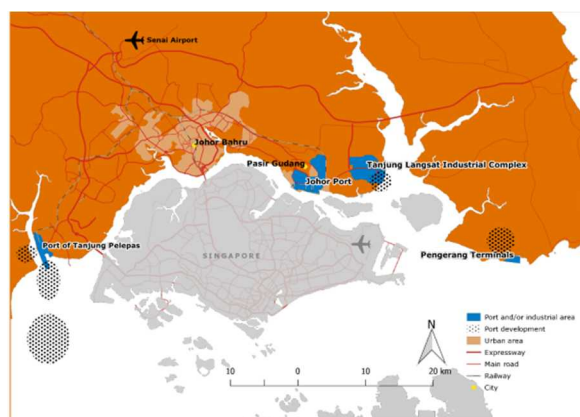 Senai Airport
Johor Bahru
Pasir Gudang
Tanjung Langsat Industrial Complex
Johor Port
Port of Tanjung Pelepas
SINGAPORE
Pengerang Terminals
N
10 0 10 20 km
Port and/or industrial area
Port development
Urban area
Expressway
Main road
Railway
City